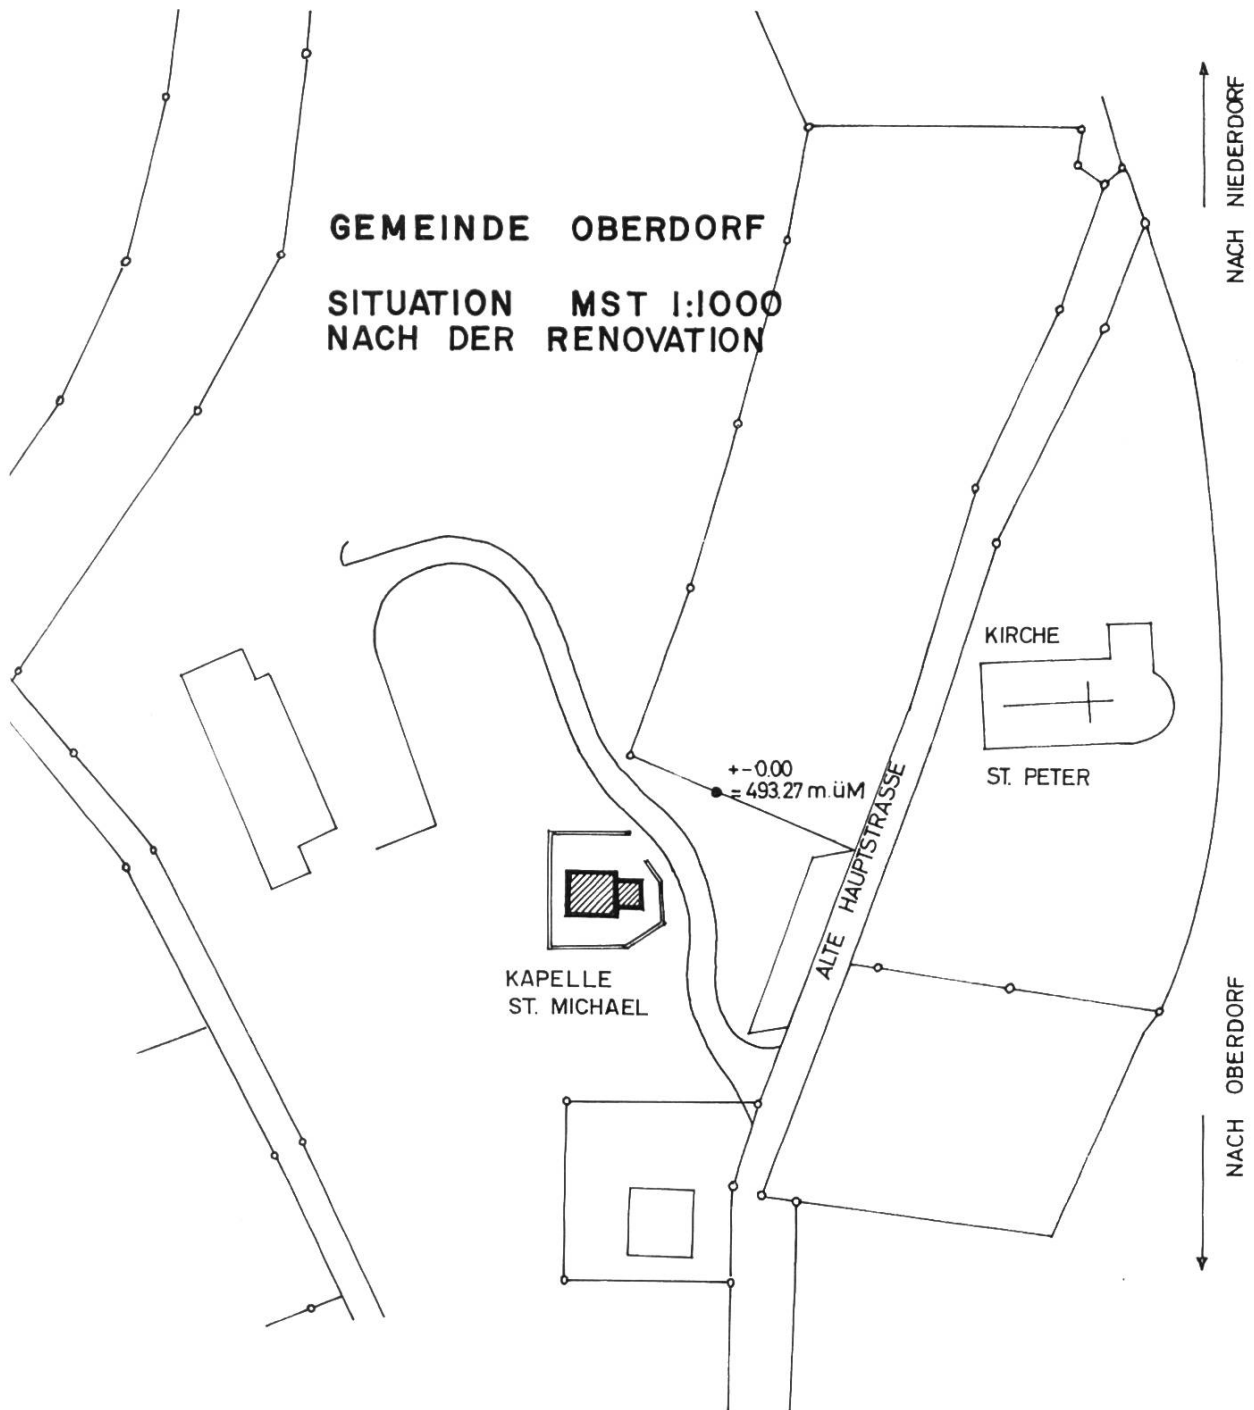 GEMEINDE OBERDORF
SITUATION MST 1:1000
NACH DER RENOVATION
NACH NIEDERDORF
KIRCHE
ST. PETER
+-0.00
= 493.27 m.üM
ALTE HAUPTSTRASSE
KAPELLE
ST. MICHAEL
NACH OBERDORF